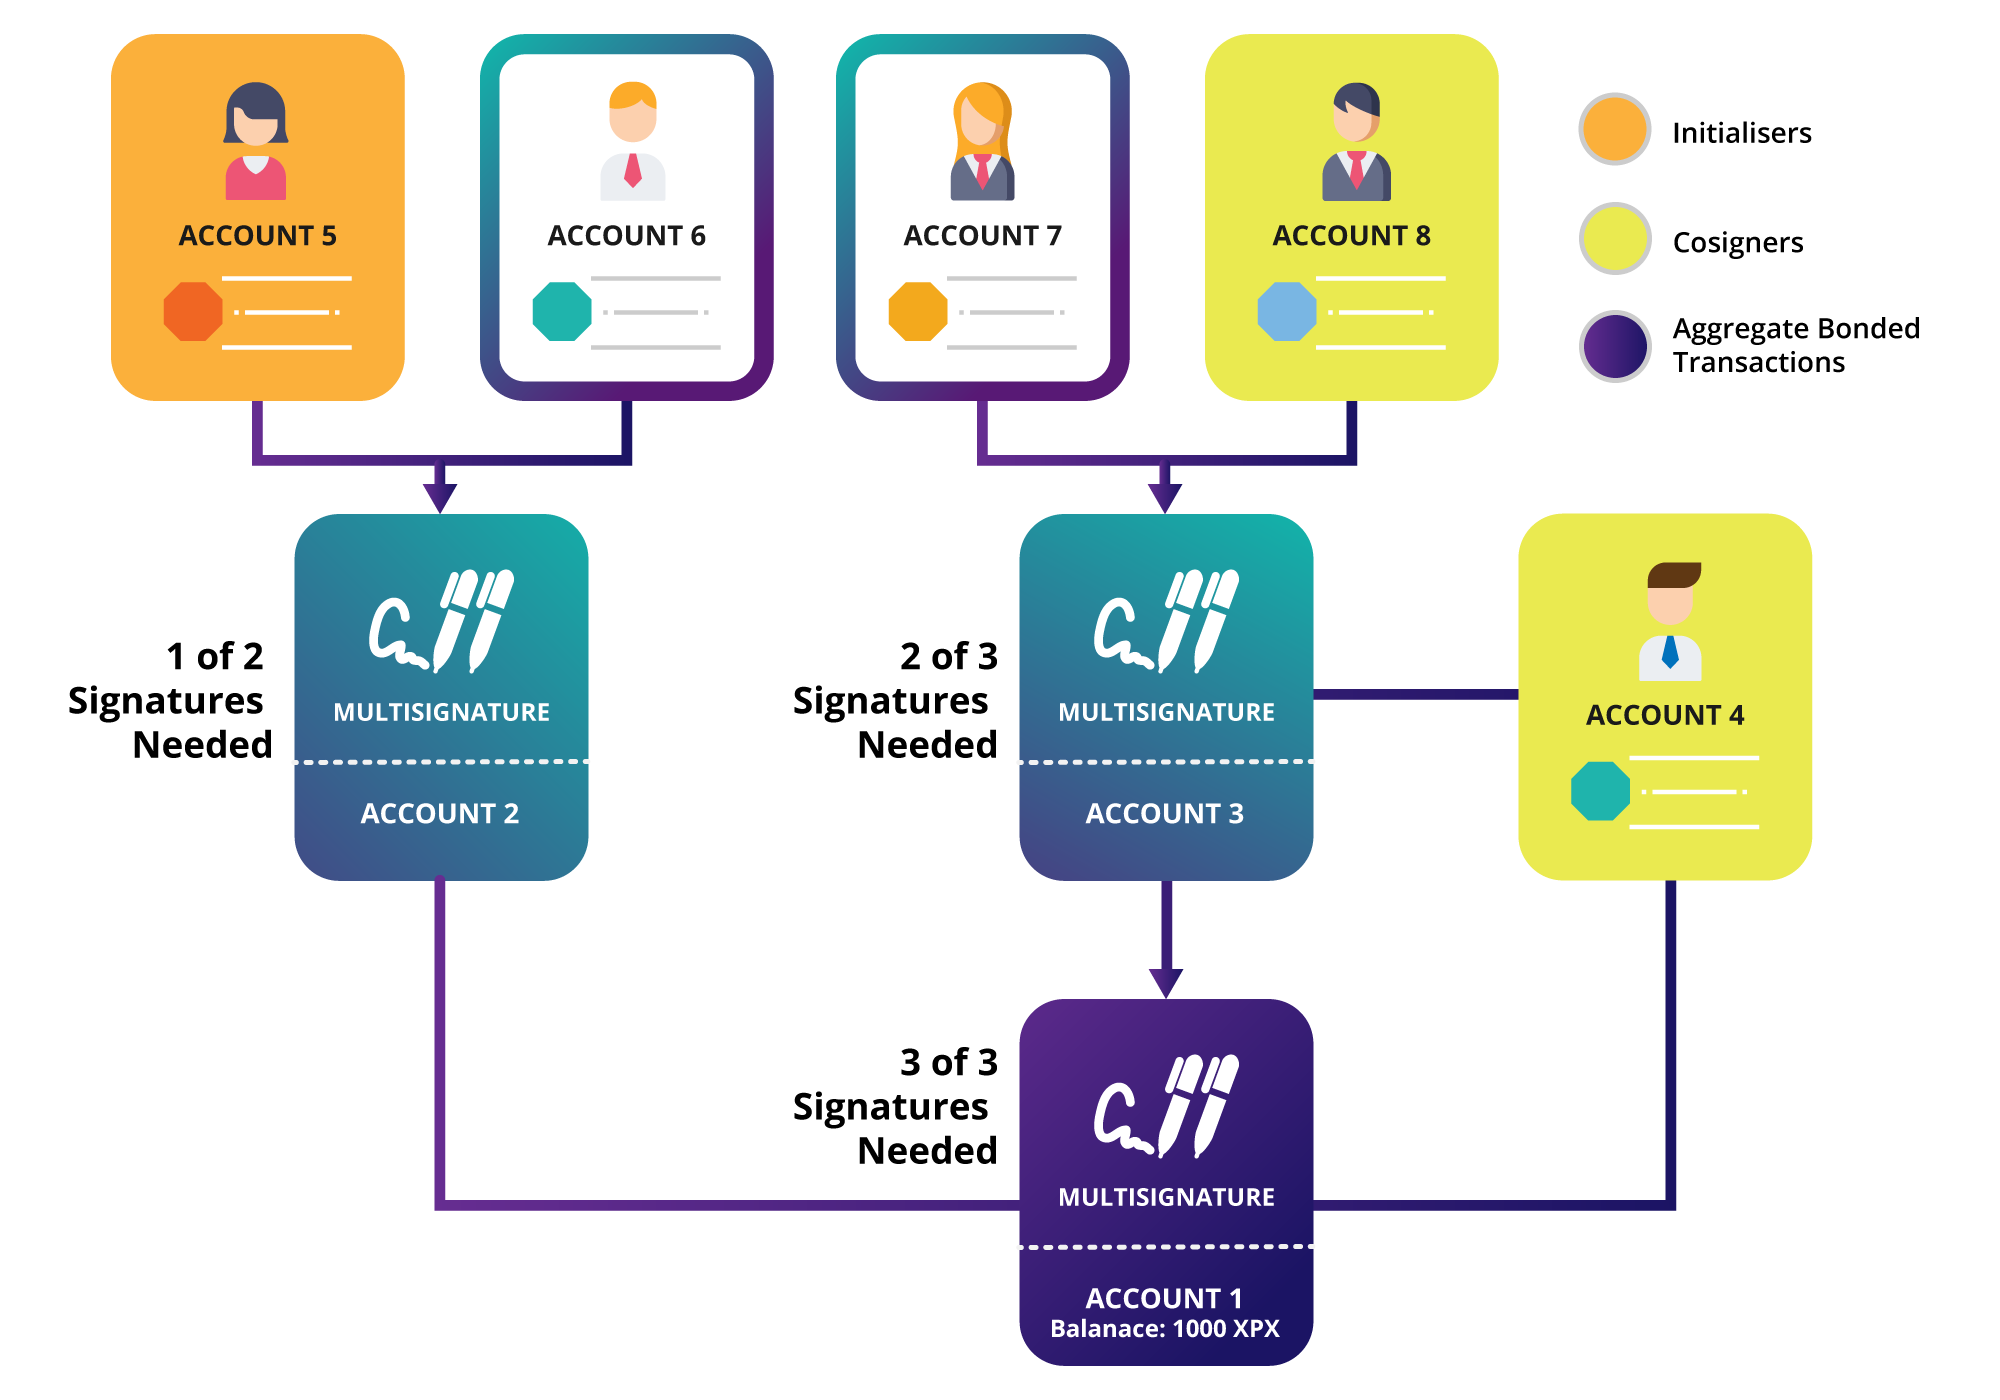 ACCOUNT 5
ACCOUNT 6
ACCOUNT 7
ACCOUNT 8
Initialisers
Cosigners
Aggregate Bonded
Transactions
1 of 2
Signatures
Needed
MULTISIGNATURE
ACCOUNT 2
2 of 3
Signatures
Needed
MULTISIGNATURE
ACCOUNT 3
ACCOUNT 4
3 of 3
Signatures
Needed
MULTISIGNATURE
ACCOUNT 1
Balanace: 1000 XPX